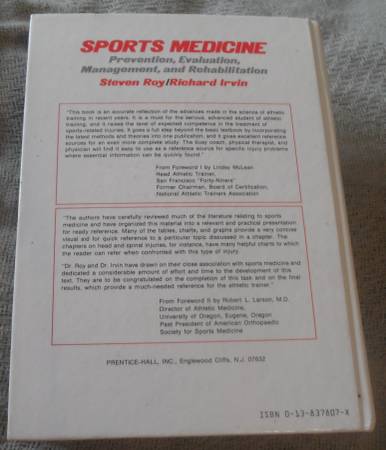 SPORTS MEDICINE
Prevention, Evaluation,
Management, and Rehabilitation
Steven Roy/Richard Irvin
"This book is an accurate reflection of the advances made in the science of athletic
training in recent years. It is a must for the serious, advanced student of athletic
training, and it raises the level of expected competence in the treatment of
sports-related injuries. It goes a full step beyond the basic textbook by incorporating
the latest methods and theories into one publication, and it gives excellent reference
sources for an even more complete study. The busy coach, physical therapist, and
physician will find it easy to use as a reference source for specific injury problems
where essential information can be quickly found."
From Foreword I by Lindsy McLean
Head Athletic Trainer,
San Francisco "Forty-Niners"
Former Chairman, Board of Certification,
National Athletic Trainers Association
"The authors have carefully reviewed much of the literature relating to sports
medicine and have organized this material into a relevant and practical presentation
for ready reference. Many of the tables, charts, and graphs provide a very concise
visual aid for quick reference to a particular topic discussed in a chapter. The
chapters on head and spinal injuries, for instance, have many helpful charts to which
the reader can refer when confronted with this type of injury.
"Dr. Roy and Dr. Irvin have drawn on their close association with sports medicine and
dedicated a considerable amount of effort and time to the development of this
text. They are to be congratulated on the completion of this task and on the final
results, which provide a much-needed reference for the athletic trainer."
From Foreword II by Robert L. Larson, M.D.
Director of Athletic Medicine,
University of Oregon, Eugene, Oregon
Past President of American Orthopaedic
Society for Sports Medicine
PRENTICE-HALL, INC., Englewood Cliffs, N.J. 07632
ISBN 0-13-837807-X